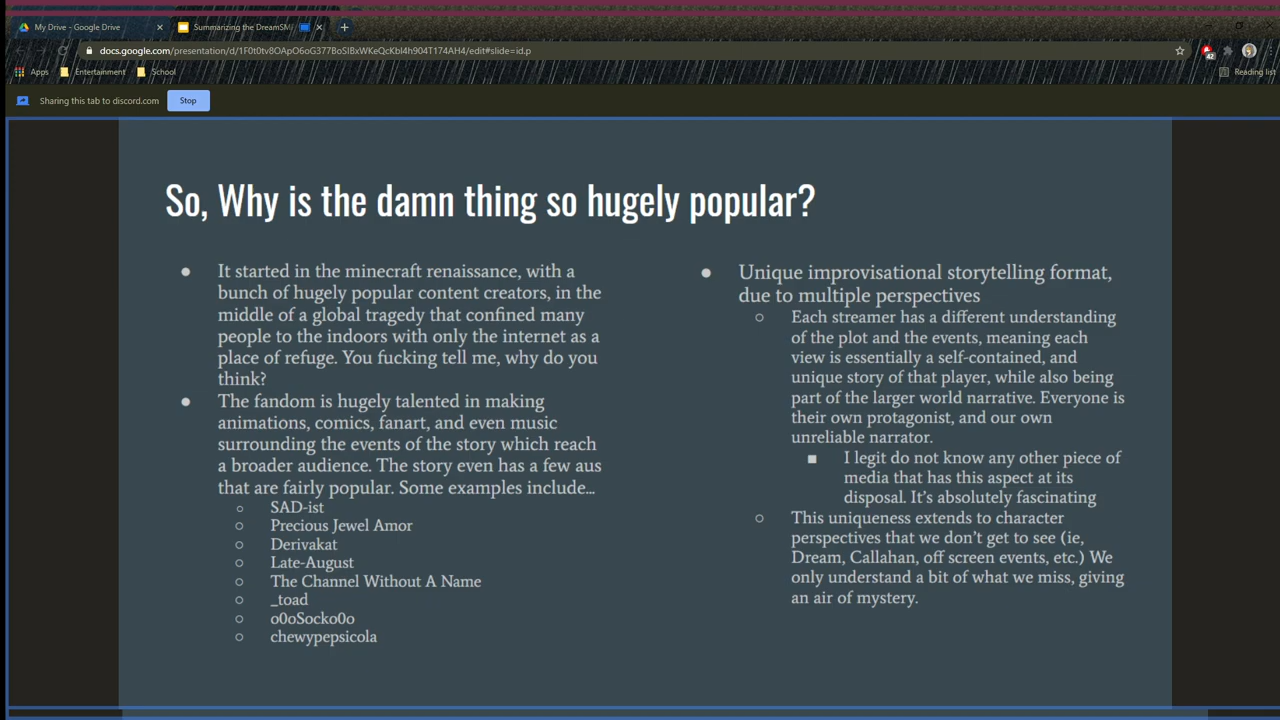 My Drive - Google Drive
Summarizing the DreamSM
docs.google.com/presentation/d/1F0t0tv8OApO6oG377BoSIBxWKeQcKbl4h904T174AH4/edit#slide=id.p
42
Apps
Entertainment
School
Reading list
Sharing this tab to discord.com
Stop
So, Why is the damn thing so hugely popular?
● It started in the minecraft renaissance, with a
bunch of hugely popular content creators, in the
middle of a global tragedy that confined many
people to the indoors with only the internet as a
place of refuge. You fucking tell me, why do you
think?
● The fandom is hugely talented in making
animations, comics, fanart, and even music
surrounding the events of the story which reach
a broader audience. The story even has a few aus
that are fairly popular. Some examples include...
○ SAD-ist
○ Precious Jewel Amor
○ Derivakat
○ Late-August
○ The Channel Without A Name
○ _toad
○ o0oSocko0o
○ chewypepsicola
● Unique improvisational storytelling format,
due to multiple perspectives
○ Each streamer has a different understanding
of the plot and the events, meaning each
view is essentially a self-contained, and
unique story of that player, while also being
part of the larger world narrative. Everyone is
their own protagonist, and our own
unreliable narrator.
■ I legit do not know any other piece of
media that has this aspect at its
disposal. It's absolutely fascinating
○ This uniqueness extends to character
perspectives that we don't get to see (ie,
Dream, Callahan, off screen events, etc.) We
only understand a bit of what we miss, giving
an air of mystery.